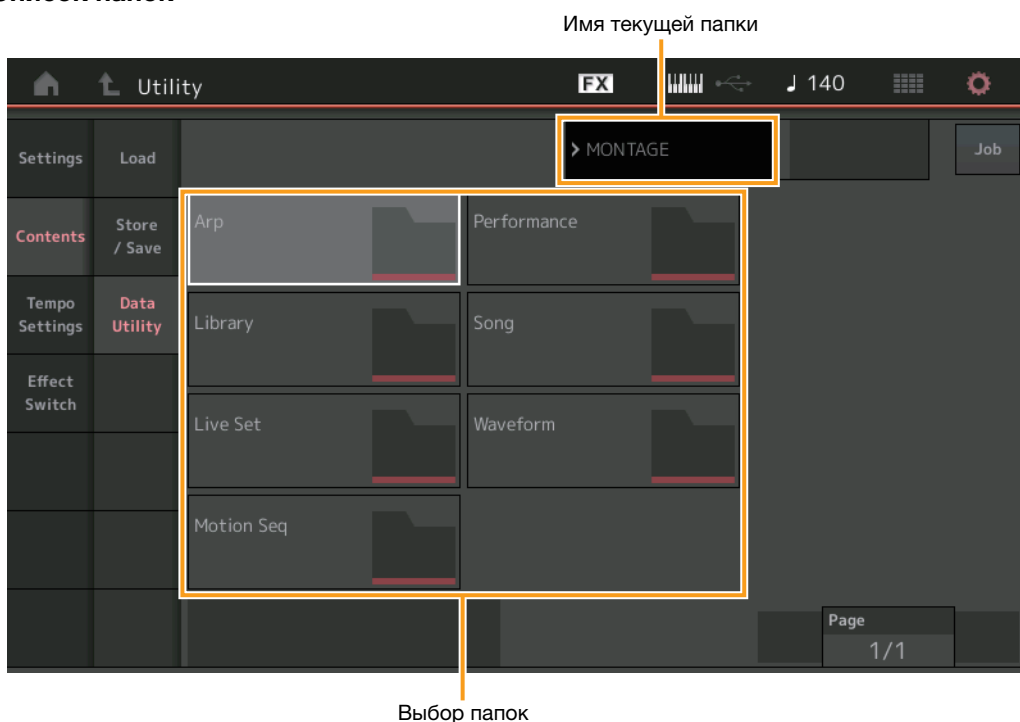 Имя текущей папки
Utility
FX
140
> MONTAGE
Job
Settings
Load
Contents
Store
/ Save
Tempo
Settings
Data
Utility
Effect
Switch
Arp
Performance
Library
Song
Live Set
Waveform
Motion Seq
Page
1/1
Выбор папок